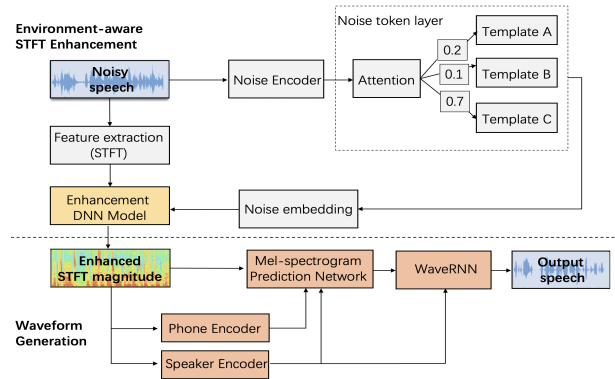 Environment-aware
STFT Enhancement
Noise token layer
Template A
0.2
Noisy
speech
Noise Encoder
Attention
0.1
Template B
0.7
Template C
Feature extraction
(STFT)
Enhancement
DNN Model
Noise embedding
Enhanced
STFT magnitude
Mel-spectrogram
Prediction Network
WaveRNN
Output
speech
Waveform
Generation
Phone Encoder
Speaker Encoder